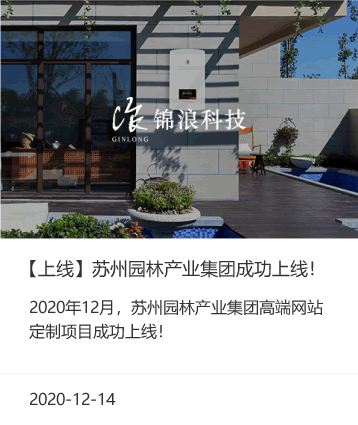 浪 锦浪科技
GINLONG
【上线】苏州园林产业集团成功上线！
2020年12月，苏州园林产业集团高端网站
定制项目成功上线！
2020-12-14